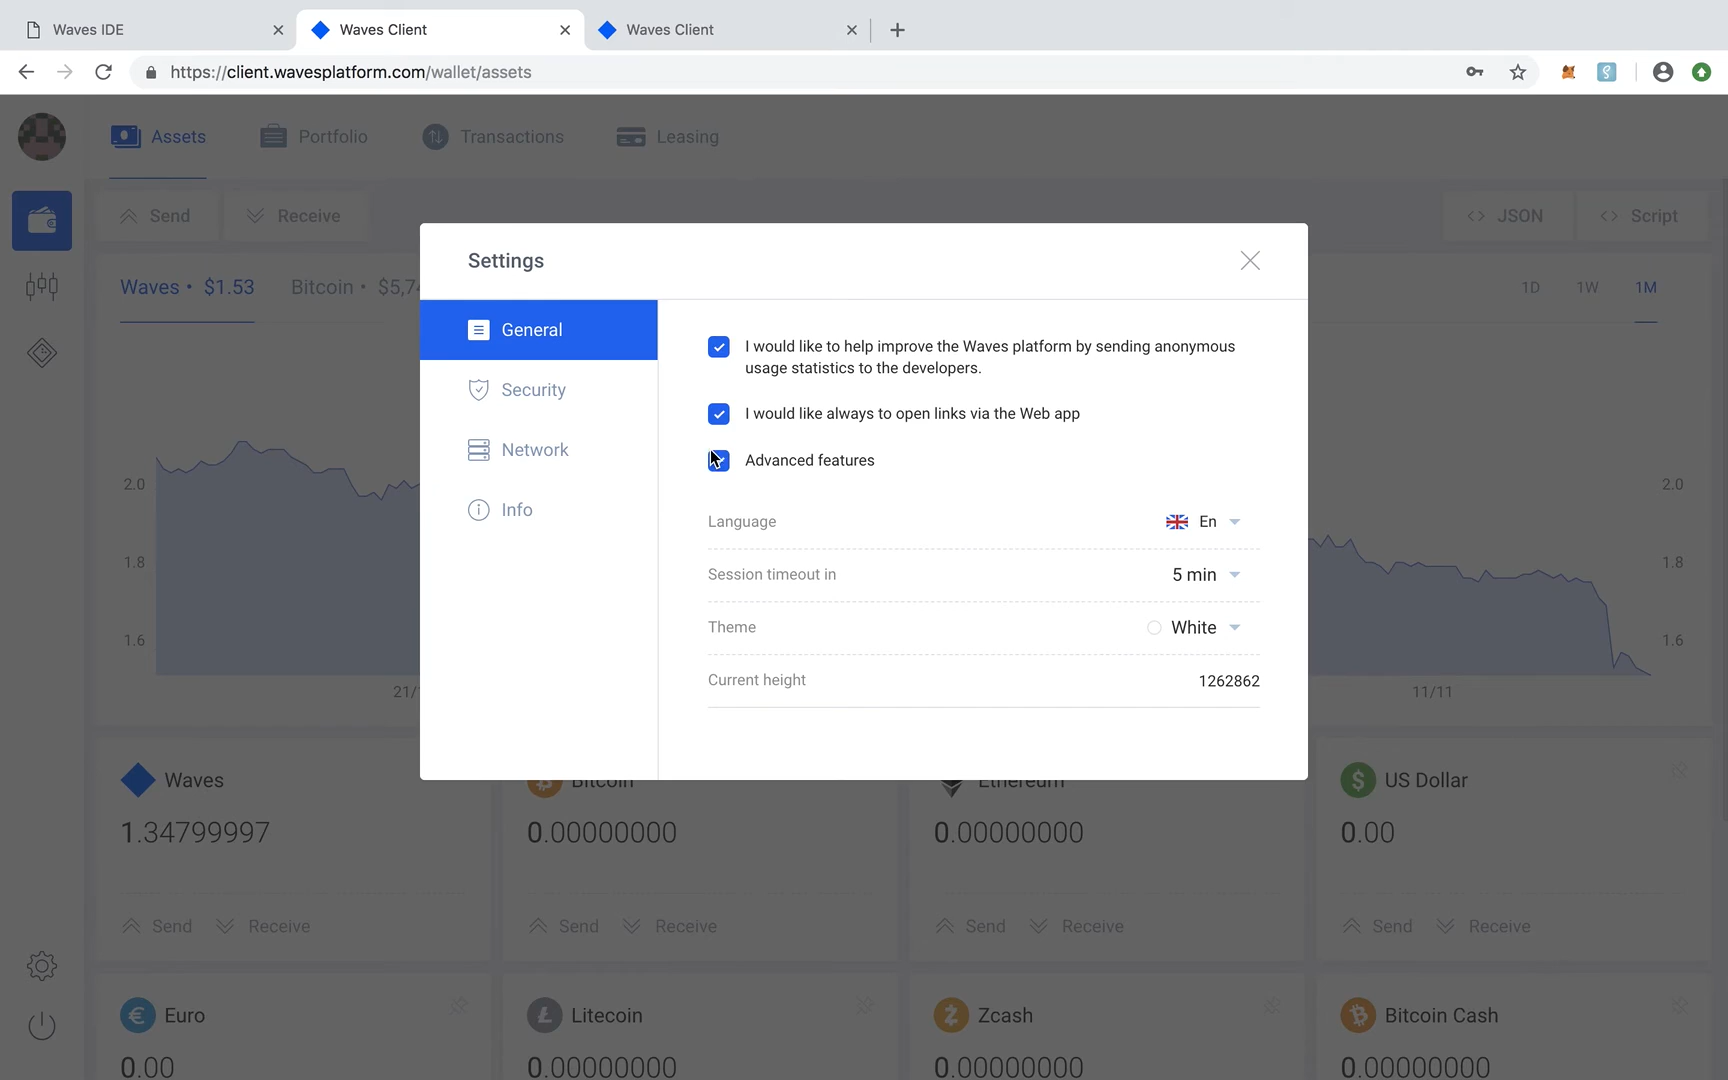 Waves IDE
Waves Client
Waves Client
https://client.wavesplatform.com/wallet/assets
Assets
Portfolio
Transactions
Leasing
Send
Receive
<> JSON
<> Script
Waves • $1.53
Bitcoin • $5,74
1D
1W
1M
Settings
General
Security
Network
Info
I would like to help improve the Waves platform by sending anonymous
usage statistics to the developers.
I would like always to open links via the Web app
Advanced features
Language
En
Session timeout in
5 min
Theme
White
Current height
1262862
2.0
1.8
1.6
21/
2.0
1.8
1.6
11/11
Waves
Bitcoin
Ethereum
US Dollar
1.34799997
0.00000000
0.00000000
0.00
Send
Receive
Send
Receive
Send
Receive
Send
Receive
Euro
Litecoin
Zcash
Bitcoin Cash
0.00
0.00000000
0.00000000
0.00000000